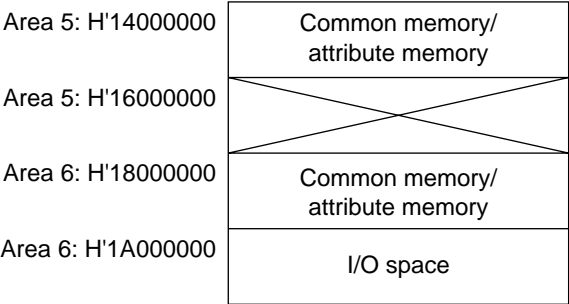 Area 5: H'14000000
Common memory/
attribute memory
Area 5: H'16000000
Area 6: H'18000000
Common memory/
attribute memory
Area 6: H'1A000000
I/O space